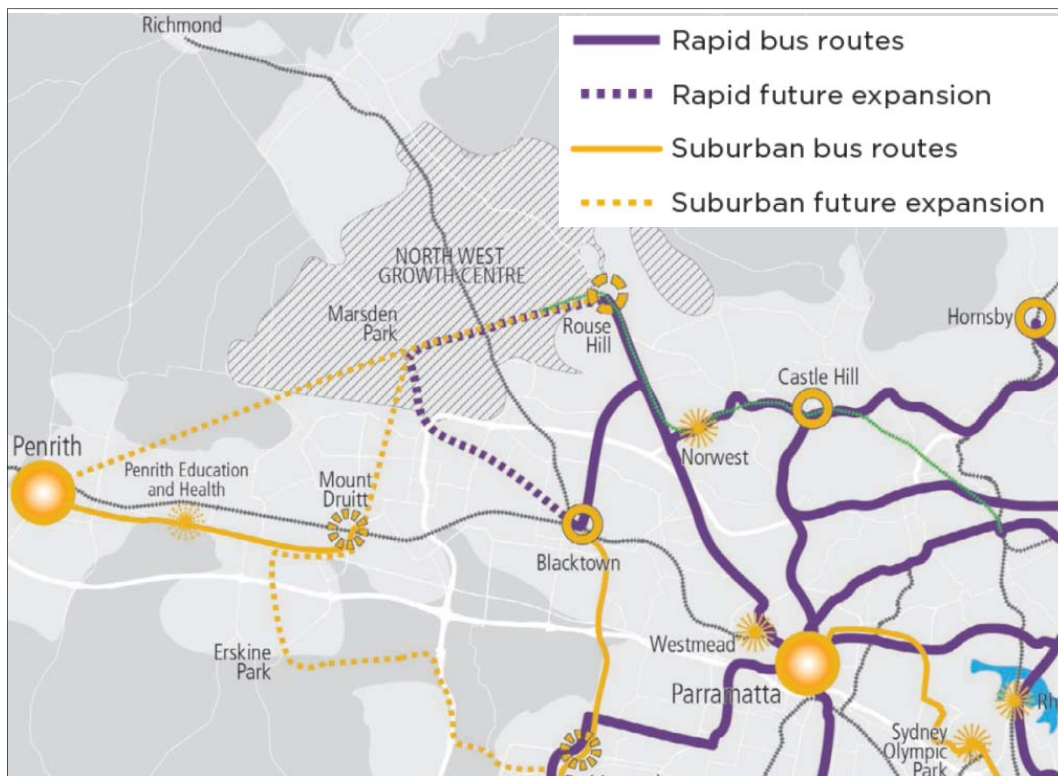 Richmond
Rapid bus routes
Rapid future expansion
Suburban bus routes
Suburban future expansion
NORTH WEST
GROWTH CENTRE
Marsden
Park
Rouse
Hill
Hornsby
Castle Hill
Norwest
Penrith
Penrith Education
and Health
Mount
Druitt
Blacktown
Westmead
Erskine
Park
Parramatta
Rh
Sydney
Olympic
Park